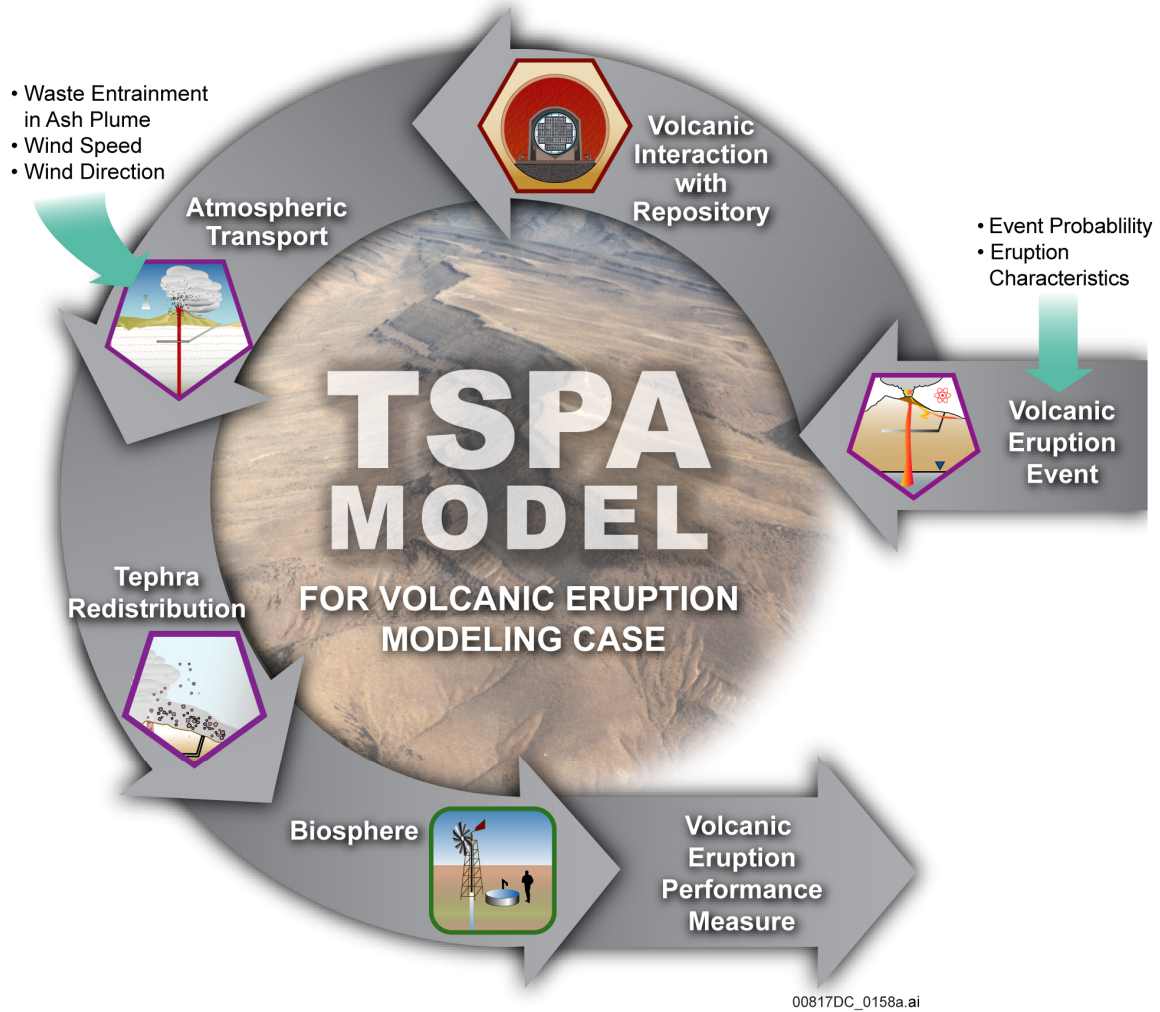 • Waste Entrainment
in Ash Plume
• Wind Speed
• Wind Direction
Volcanic
Interaction
with
Repository
Atmospheric
Transport
• Event Probablility
• Eruption
Characteristics
Volcanic
Eruption
Event
TSPA
MODEL
FOR VOLCANIC ERUPTION
MODELING CASE
Tephra
Redistribution
Biosphere
Volcanic
Eruption
Performance
Measure
00817DC_0158a.ai